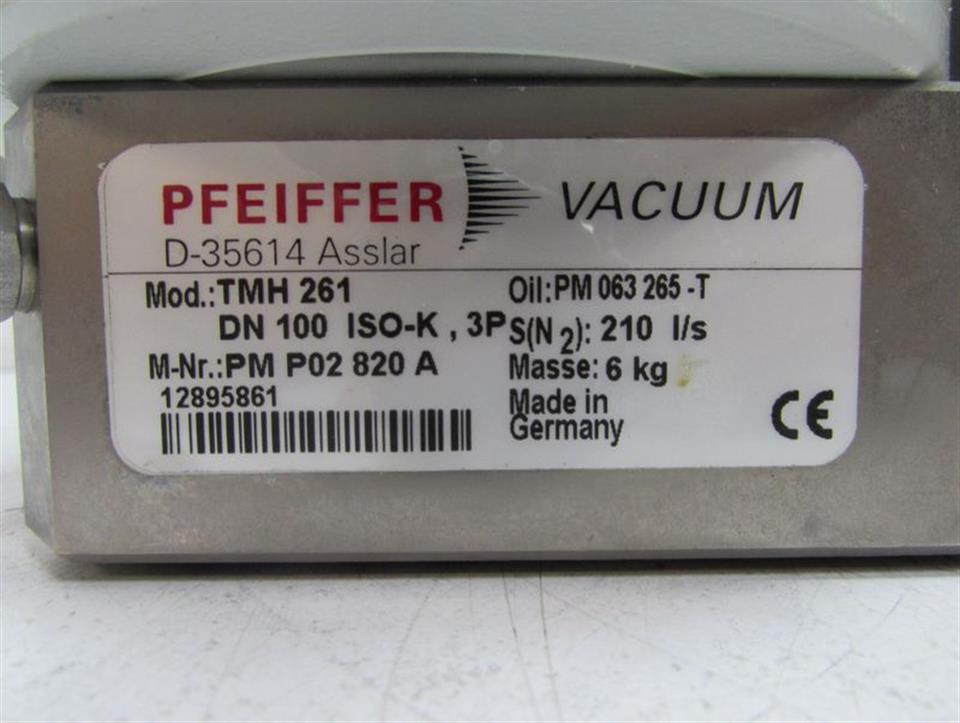 PFEIFFER VACUUM
D-35614 Asslar
Mod.: TMH 261
DN 100 ISO-K , 3P
M-Nr.: PM P02 820 A
12895861
Oil: PM 063 265 -T
S(N2): 210 l/s
Masse: 6 kg
Made in
Germany
CE